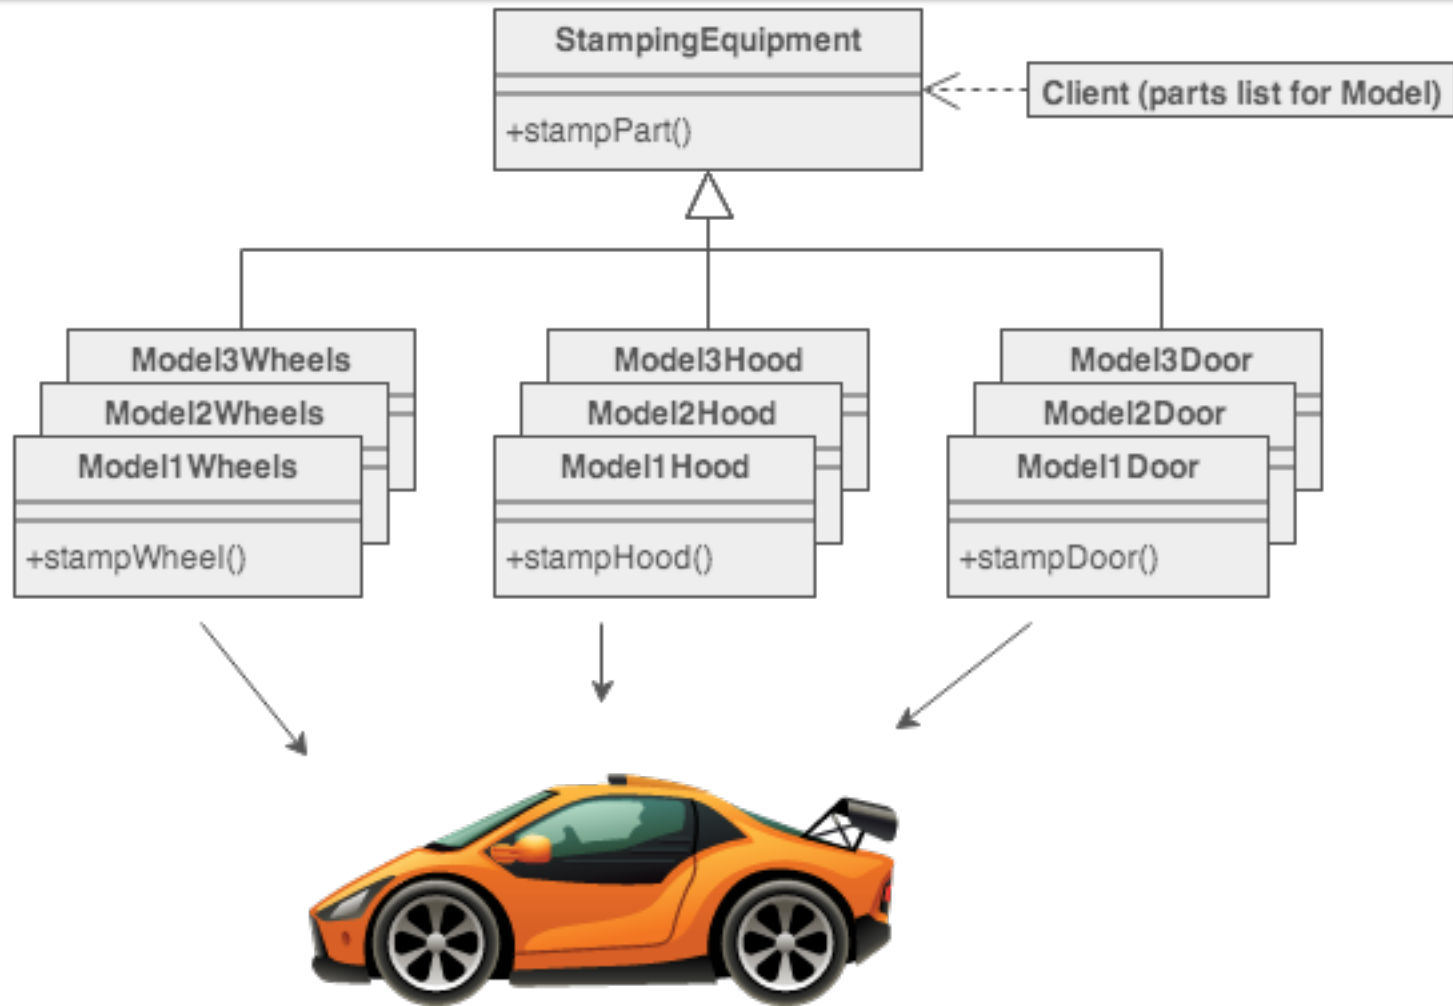 StampingEquipment
+stampPart()
Client (parts list for Model)
Model3Wheels
Model2Wheels
Model1Wheels
+stampWheel()
Model3Hood
Model2Hood
Model1Hood
+stampHood()
Model3Door
Model2Door
Model1Door
+stampDoor()